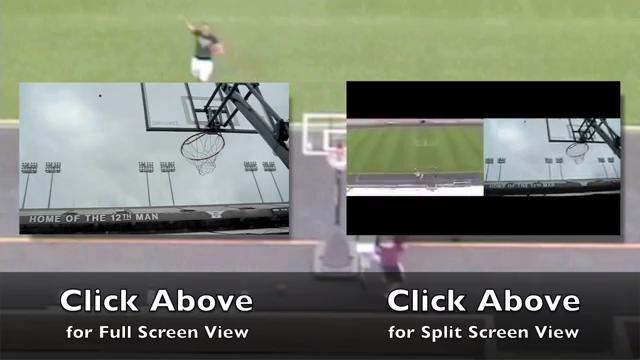 HOME OF THE 12TH MAN
HOME OF THE 12TH MAN
Click Above
for Full Screen View
Click Above
for Split Screen View